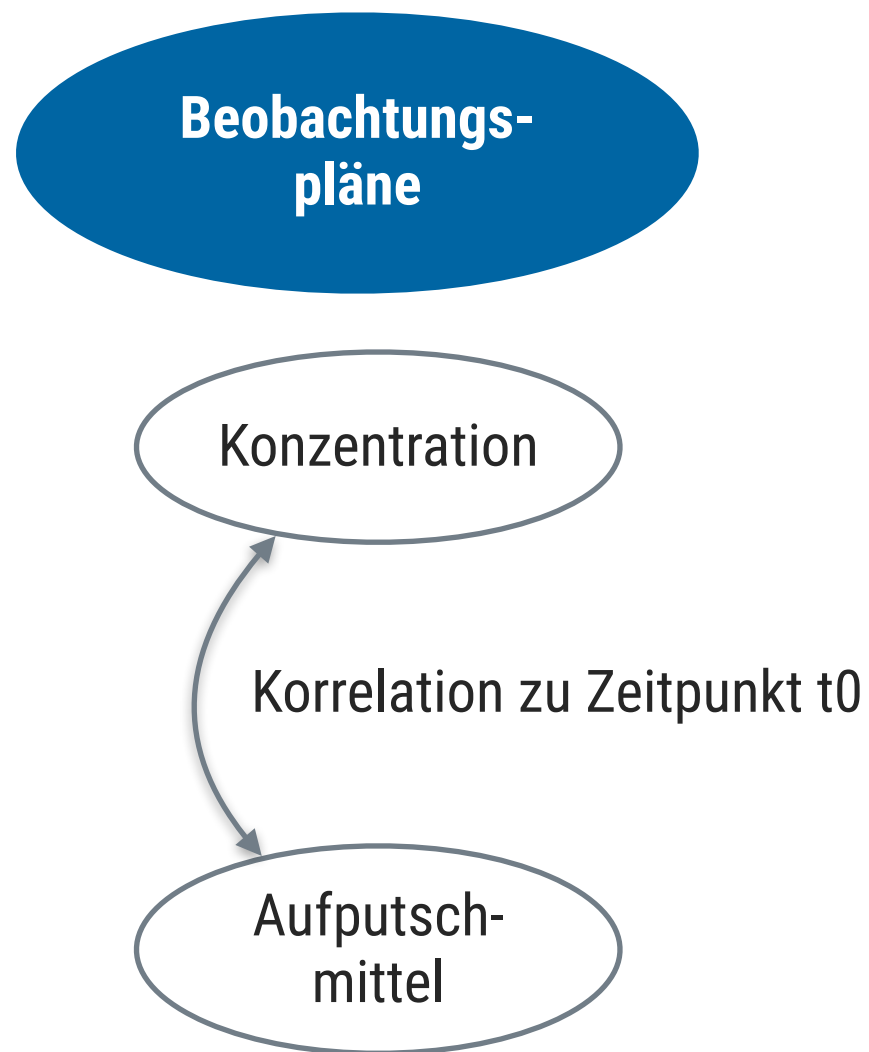 Beobachtungs-
pläne
Konzentration
Korrelation zu Zeitpunkt t0
Aufputsch-
mittel